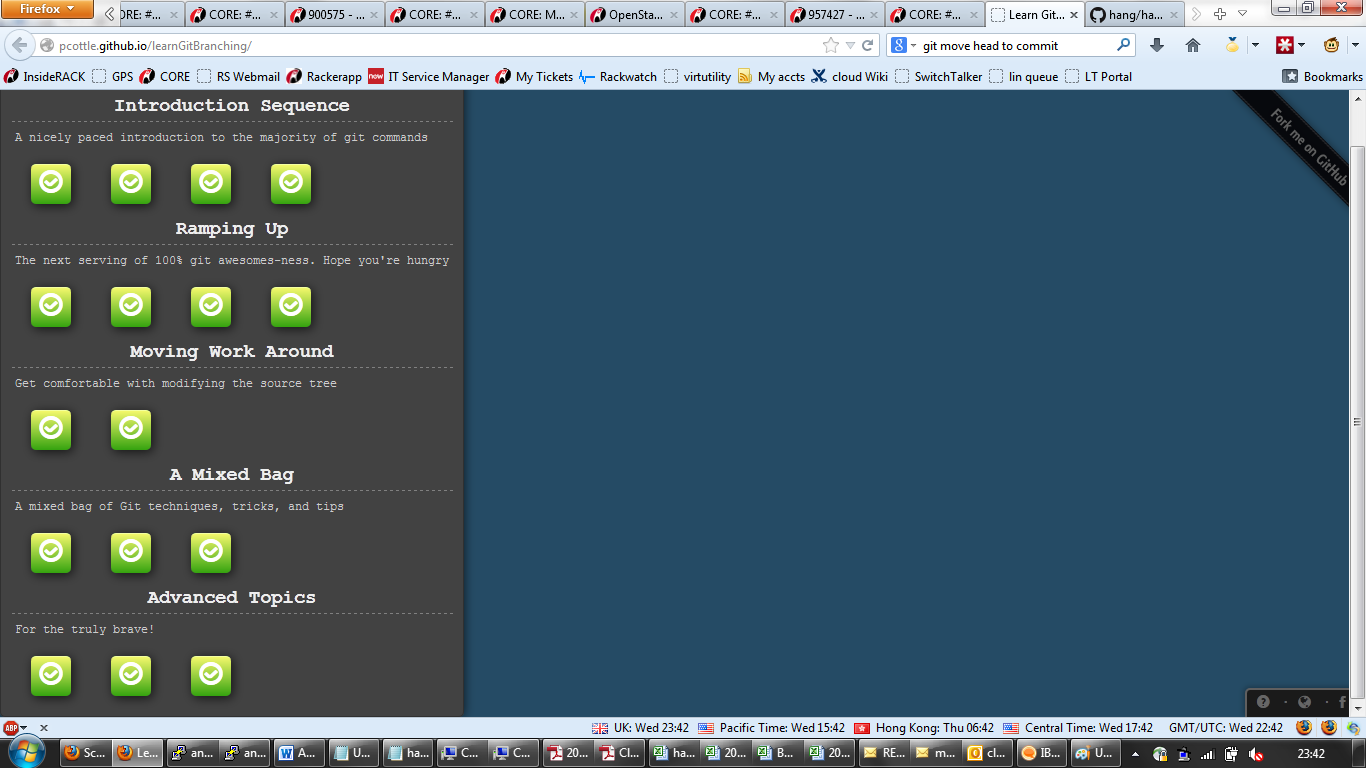 Firefox
ORE: #... CORE: #... 900575 - ... CORE: #... CORE: M... OpenSta... CORE: #... 957427 - ... CORE: #... Learn Git... hang/ha...
pcottle.github.io/learnGitBranching/
git move head to commit
InsideRACK GPS CORE RS Webmail Rackerapp now IT Service Manager My Tickets Rackwatch virtutility My accts cloud Wiki SwitchTalker lin queue LT Portal Bookmarks
Introduction Sequence
A nicely paced introduction to the majority of git commands
Ramping Up
The next serving of 100% git awesomes-ness. Hope you're hungry
Moving Work Around
Get comfortable with modifying the source tree
A Mixed Bag
A mixed bag of Git techniques, tricks, and tips
Advanced Topics
For the truly brave!
Fork me on GitHub
ABP UK: Wed 23:42 Pacific Time: Wed 15:42 Hong Kong: Thu 06:42 Central Time: Wed 17:42 GMT/UTC: Wed 22:42
Sc... Le... an... an... A... U... ha... C... C... 20... Cl... ha... 20... B... 20... RE... m... cl... IB... U... 23:42